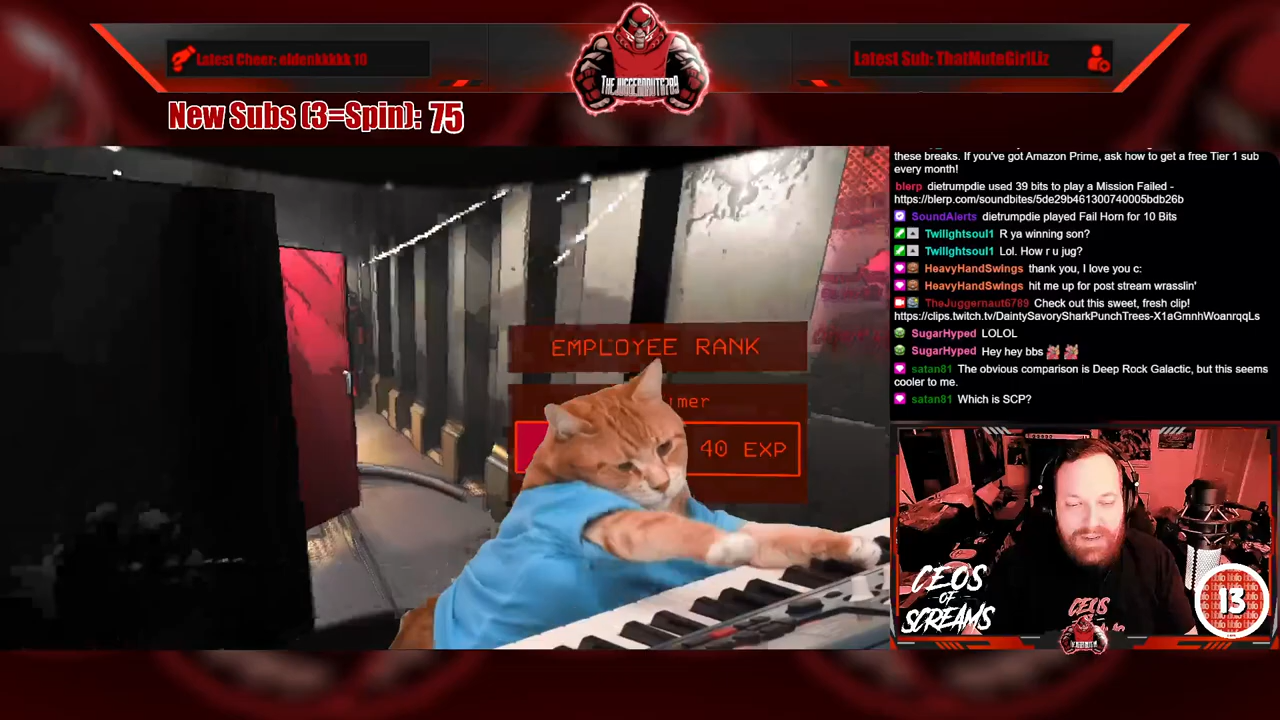 Latest Cheer: eldenkkkkk 10
THEJUGGERNAUT6789
Latest Sub: ThatMuteGirlLiz
New Subs (3=Spin): 75
EMPLOYEE RANK
40 EXP
these breaks. If you've got Amazon Prime, ask how to get a free Tier 1 sub
every month!
blerp dietrumpdie used 39 bits to play a Mission Failed -
https://blerp.com/soundbites/5de29b461300740005bdb26b
SoundAlerts dietrumpdie played Fail Horn for 10 Bits
Twilightsoul1 R ya winning son?
Twilightsoul1 Lol. How r u jug?
HeavyHandSwings thank you, I love you c:
HeavyHandSwings hit me up for post stream wrasslin'
TheJuggernaut6789 Check out this sweet, fresh clip!
https://clips.twitch.tv/DaintySavorySharkPunchTrees-X1aGmnhWoanrqqLs
SugarHyped LOLOL
SugarHyped Hey hey bbs
satan81 The obvious comparison is Deep Rock Galactic, but this seems
cooler to me.
satan81 Which is SCP?
CEOS
OF
SCREAMS
CEOS
13